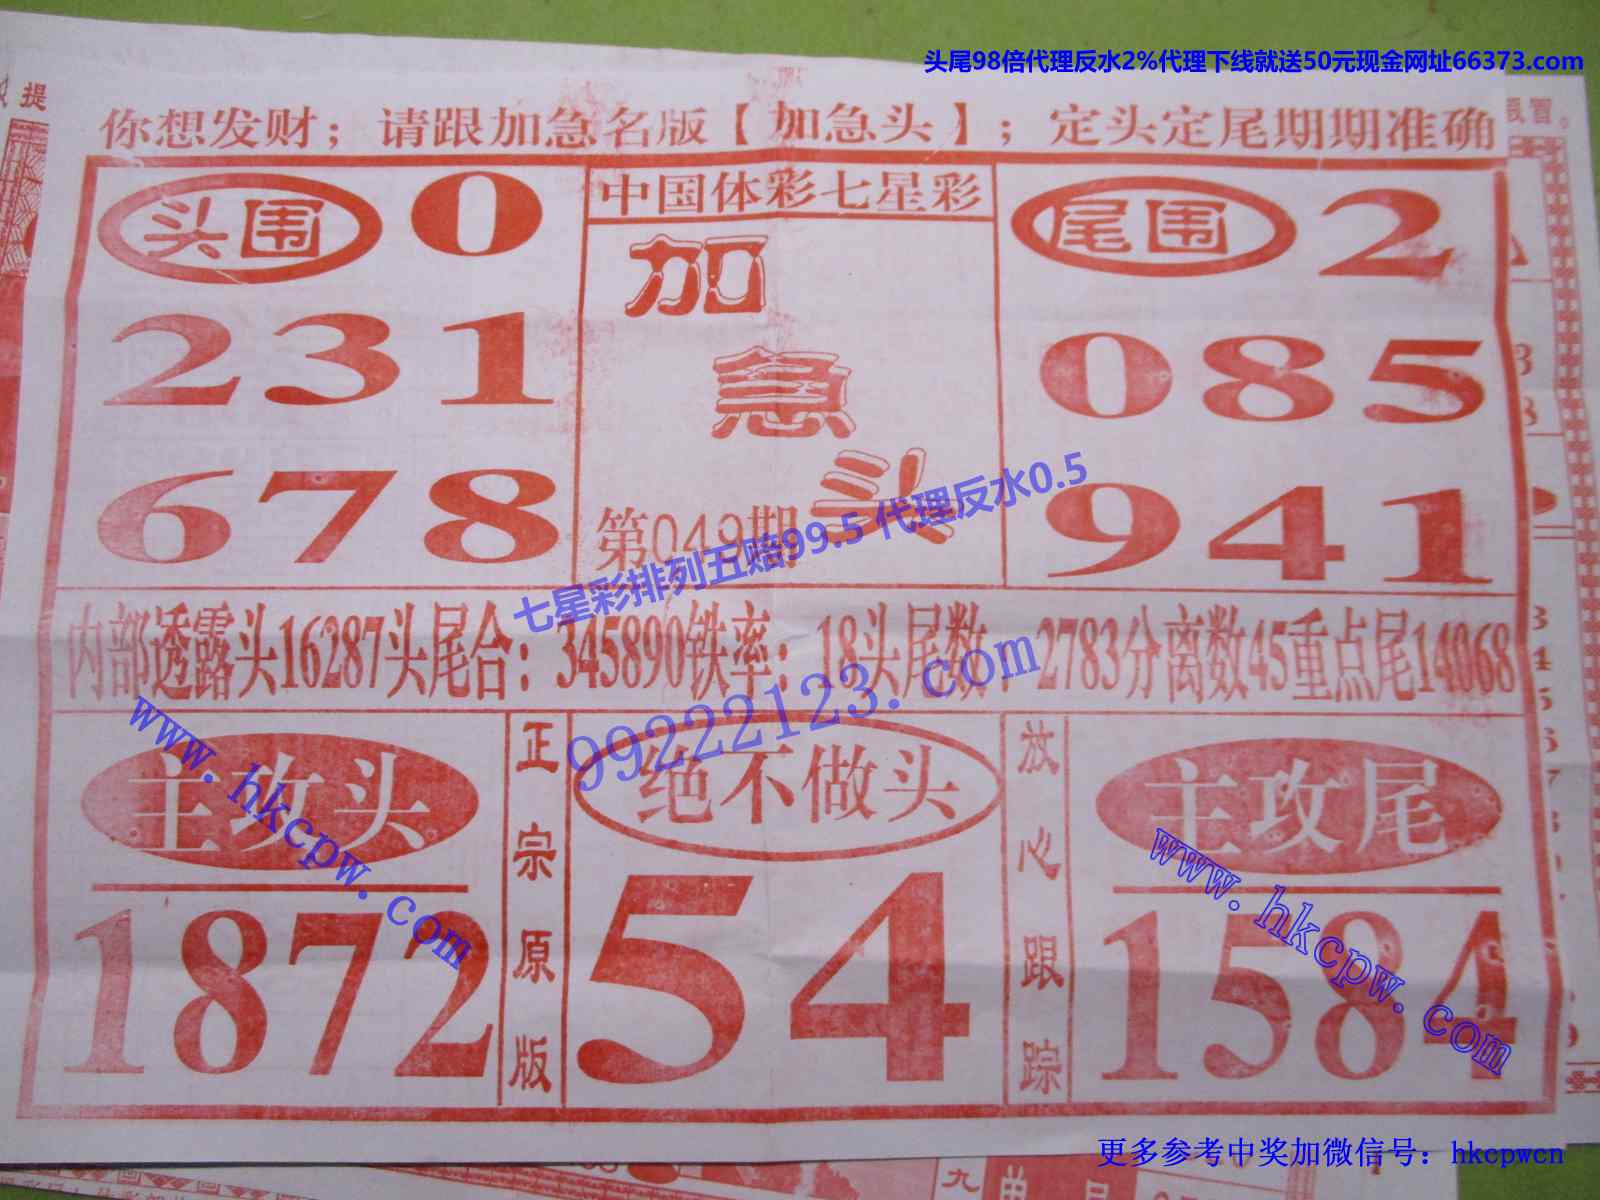 头尾98倍代理反水2%代理下线就送50元现金网址66373.com
提
你想发财；请跟加急名版【加急头】；定头定尾期期准确
头围 0
231
678
中国体彩七星彩
加
急
头
第049期
尾围 2
085
941
七星彩排列五赔99.5 代理反水0.5
内部透露头16287头尾合：345890铁率：18头尾数：2783分离数45重点尾14068
99222123.com
www.hkcpw.com
主攻头
1872
正宗原版
绝不做头
54
放心跟踪
主攻尾
1584
www.hkcpw.com
更多参考中奖加微信号：hkcpwcn
九